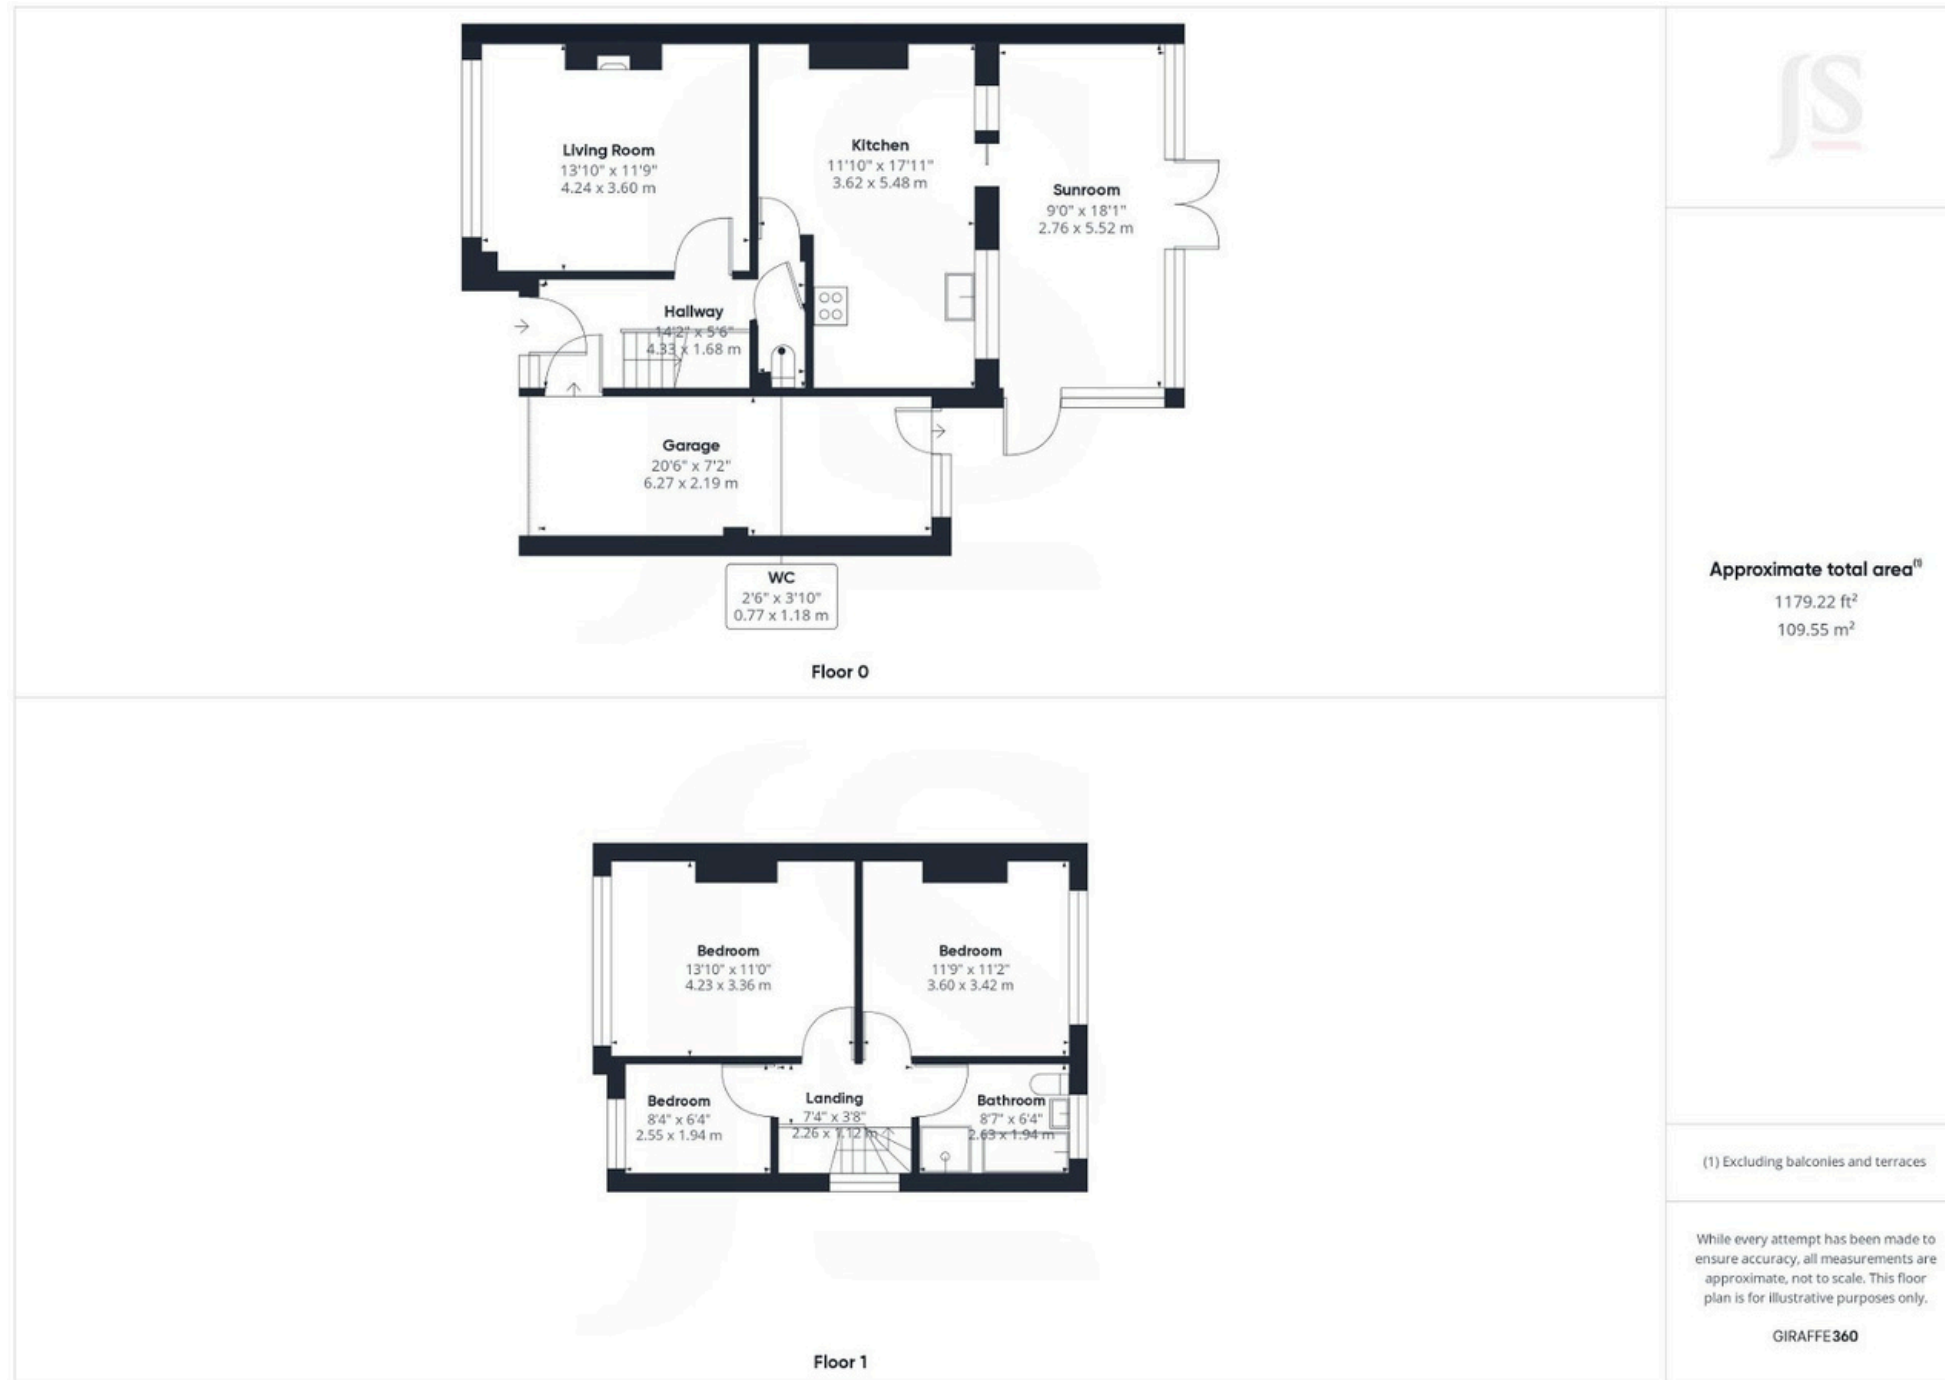 Living Room
13'10" x 11'9"
4.24 x 3.60 m
Kitchen
11'10" x 17'11"
3.62 x 5.48 m
Sunroom
9'0" x 18'1"
2.76 x 5.52 m
Hallway
14'2" x 5'6"
4.33 x 1.68 m
Garage
20'6" x 7'2"
6.27 x 2.19 m
WC
2'6" x 3'10"
0.77 x 1.18 m
Floor 0
Bedroom
13'10" x 11'0"
4.23 x 3.36 m
Bedroom
11'9" x 11'2"
3.60 x 3.42 m
Bedroom
8'4" x 6'4"
2.55 x 1.94 m
Landing
7'4" x 3'8"
2.26 x 1.12 m
Bathroom
8'7" x 6'4"
2.63 x 1.94 m
Floor 1
JS
Approximate total area(1)
1179.22 ft²
109.55 m²
(1) Excluding balconies and terraces
While every attempt has been made to
ensure accuracy, all measurements are
approximate, not to scale. This floor
plan is for illustrative purposes only.
GIRAFFE360